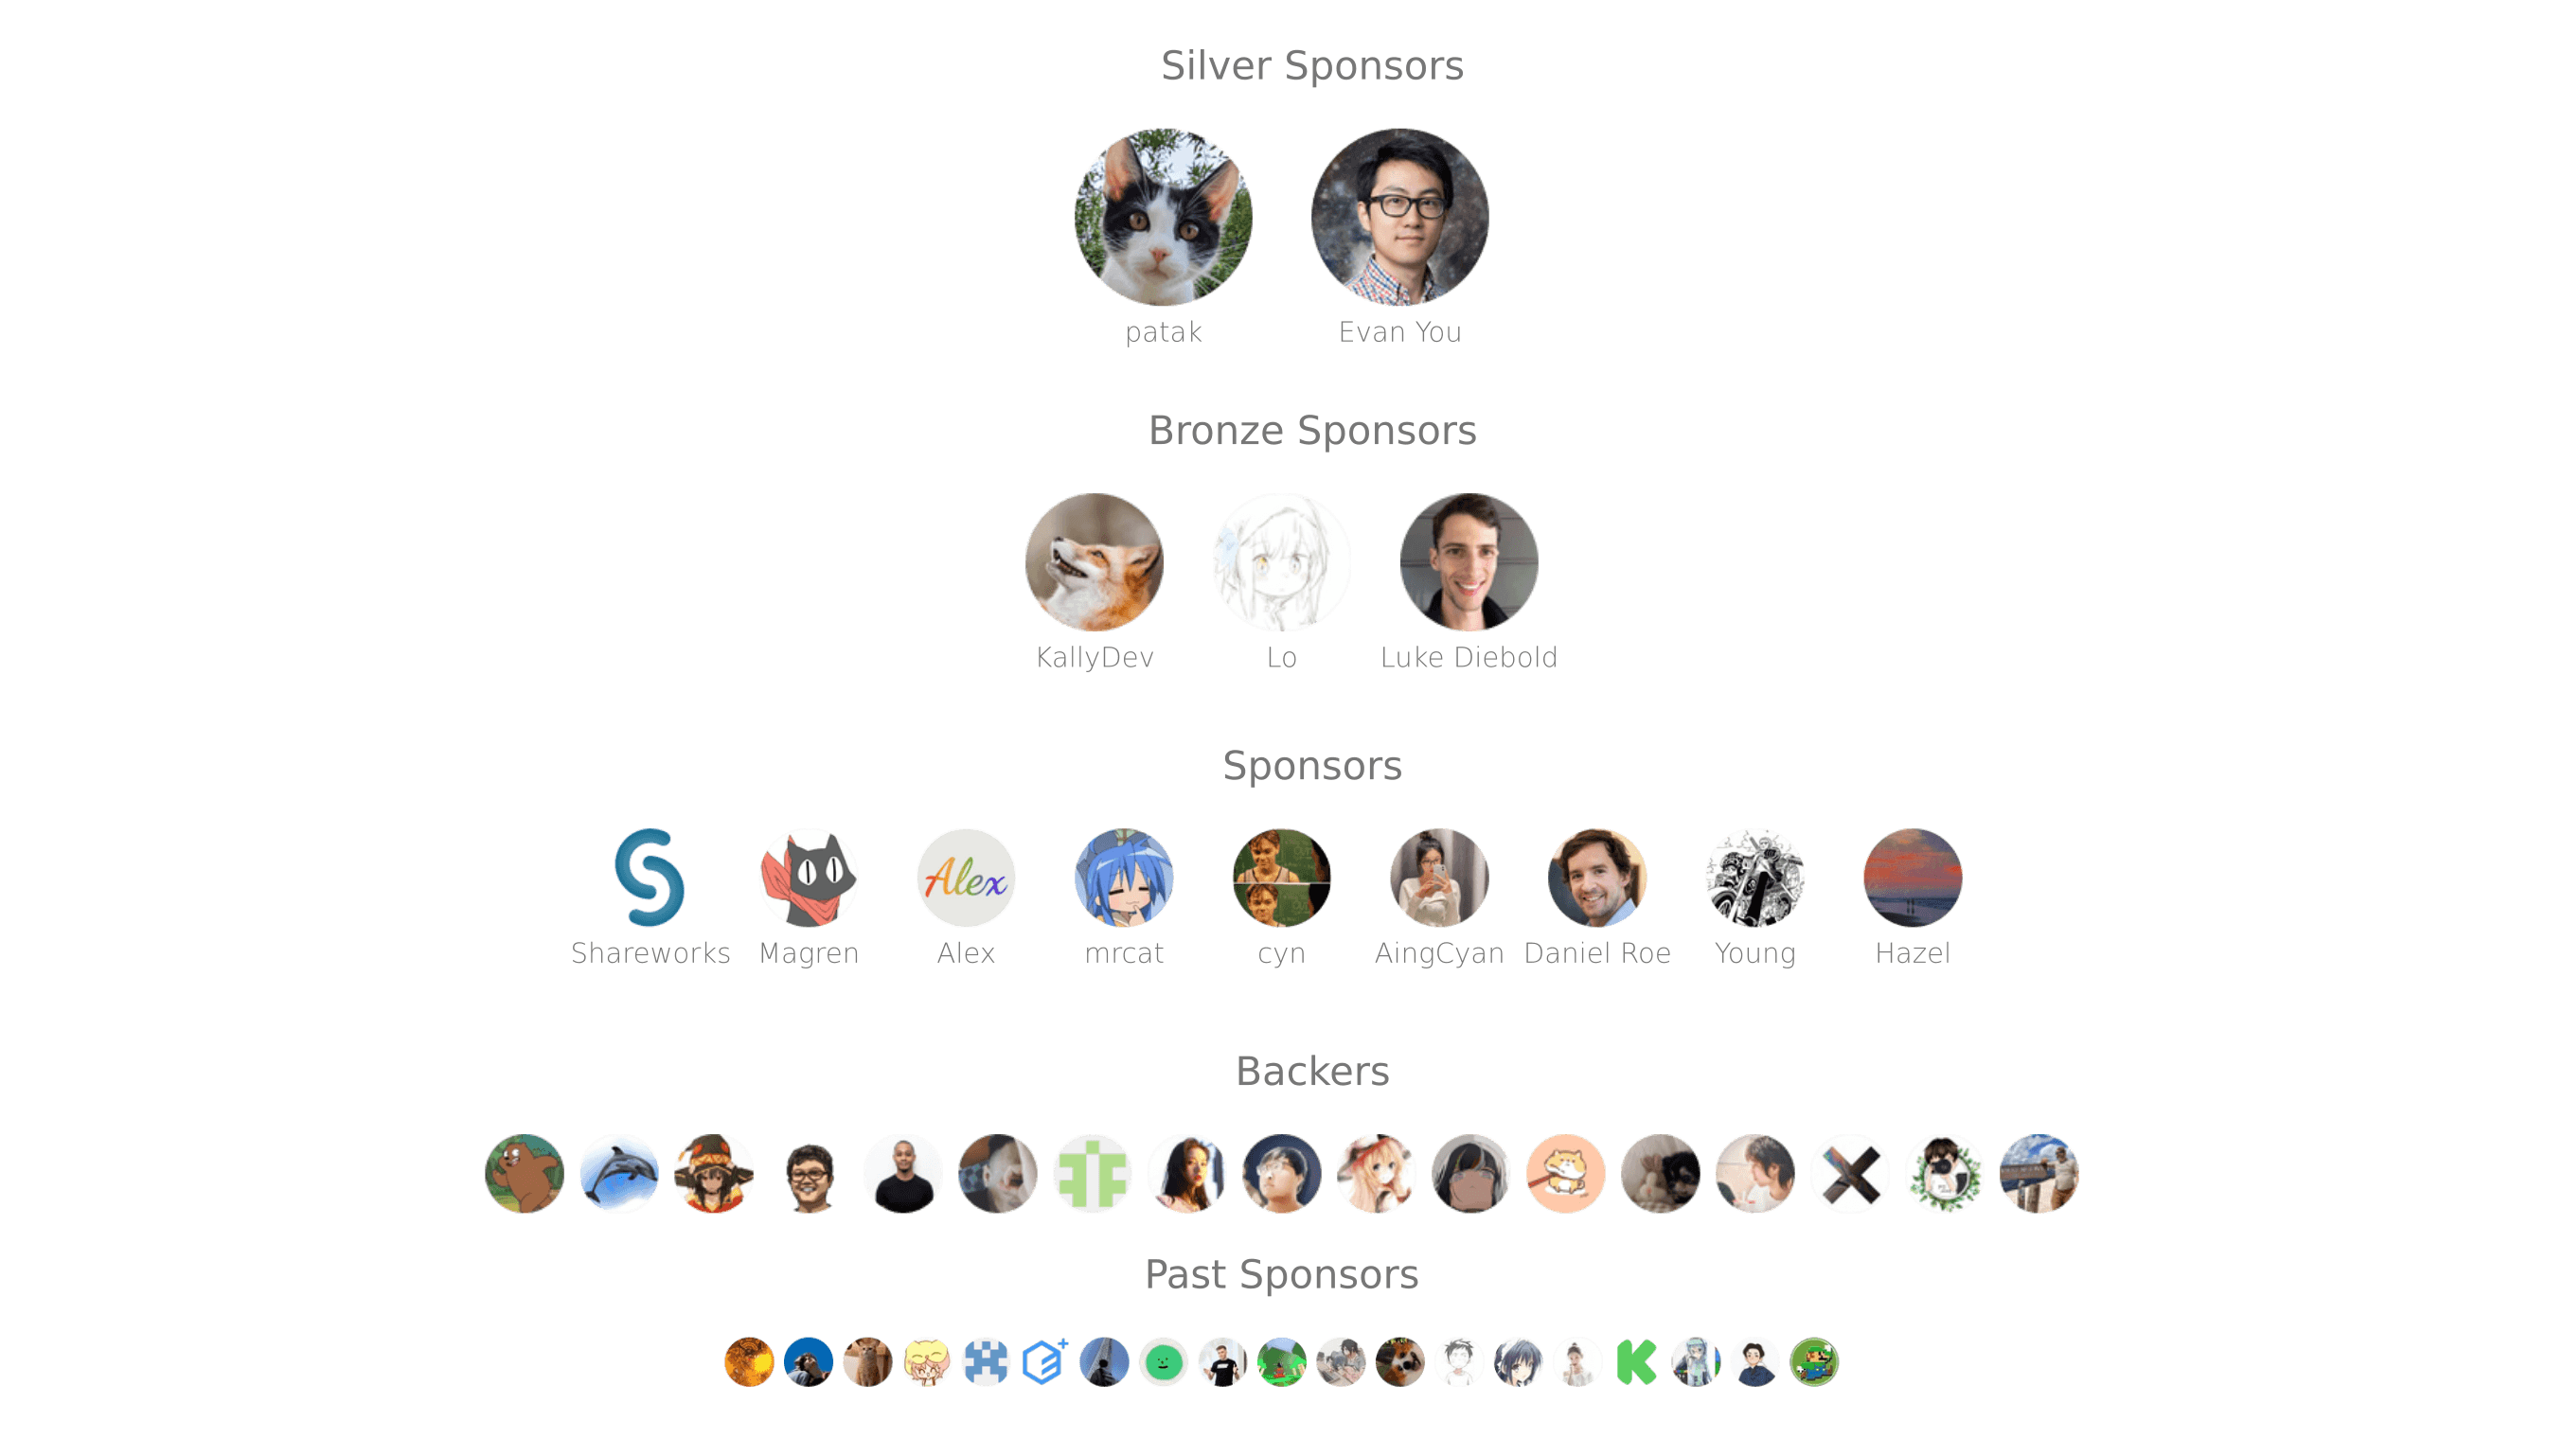 Silver Sponsors
patak Evan You
Bronze Sponsors
KallyDev Lo Luke Diebold
Sponsors
Alex
Shareworks Magren Alex mrcat cyn AingCyan Daniel Roe Young Hazel
Backers
Past Sponsors